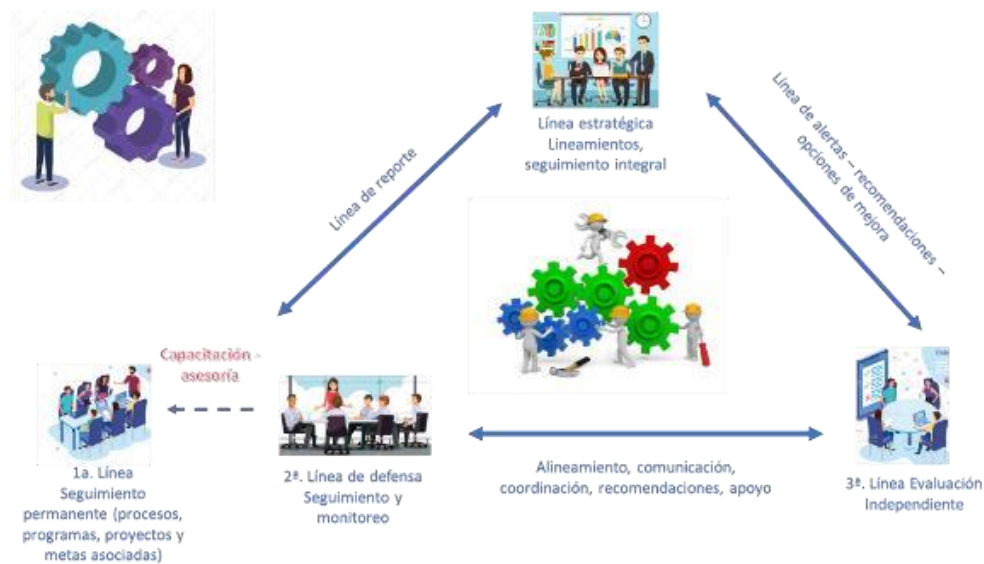 Línea estratégica
Lineamientos,
seguimiento integral
Línea de reporte
Línea de alertas – recomendaciones –
opciones de mejora
Capacitación -
asesoría
1a. Línea
Seguimiento
permanente (procesos,
programas, proyectos y
metas asociadas)
2ª. Línea de defensa
Seguimiento y
monitoreo
Alineamiento, comunicación,
coordinación, recomendaciones, apoyo
3ª. Línea Evaluación
Independiente